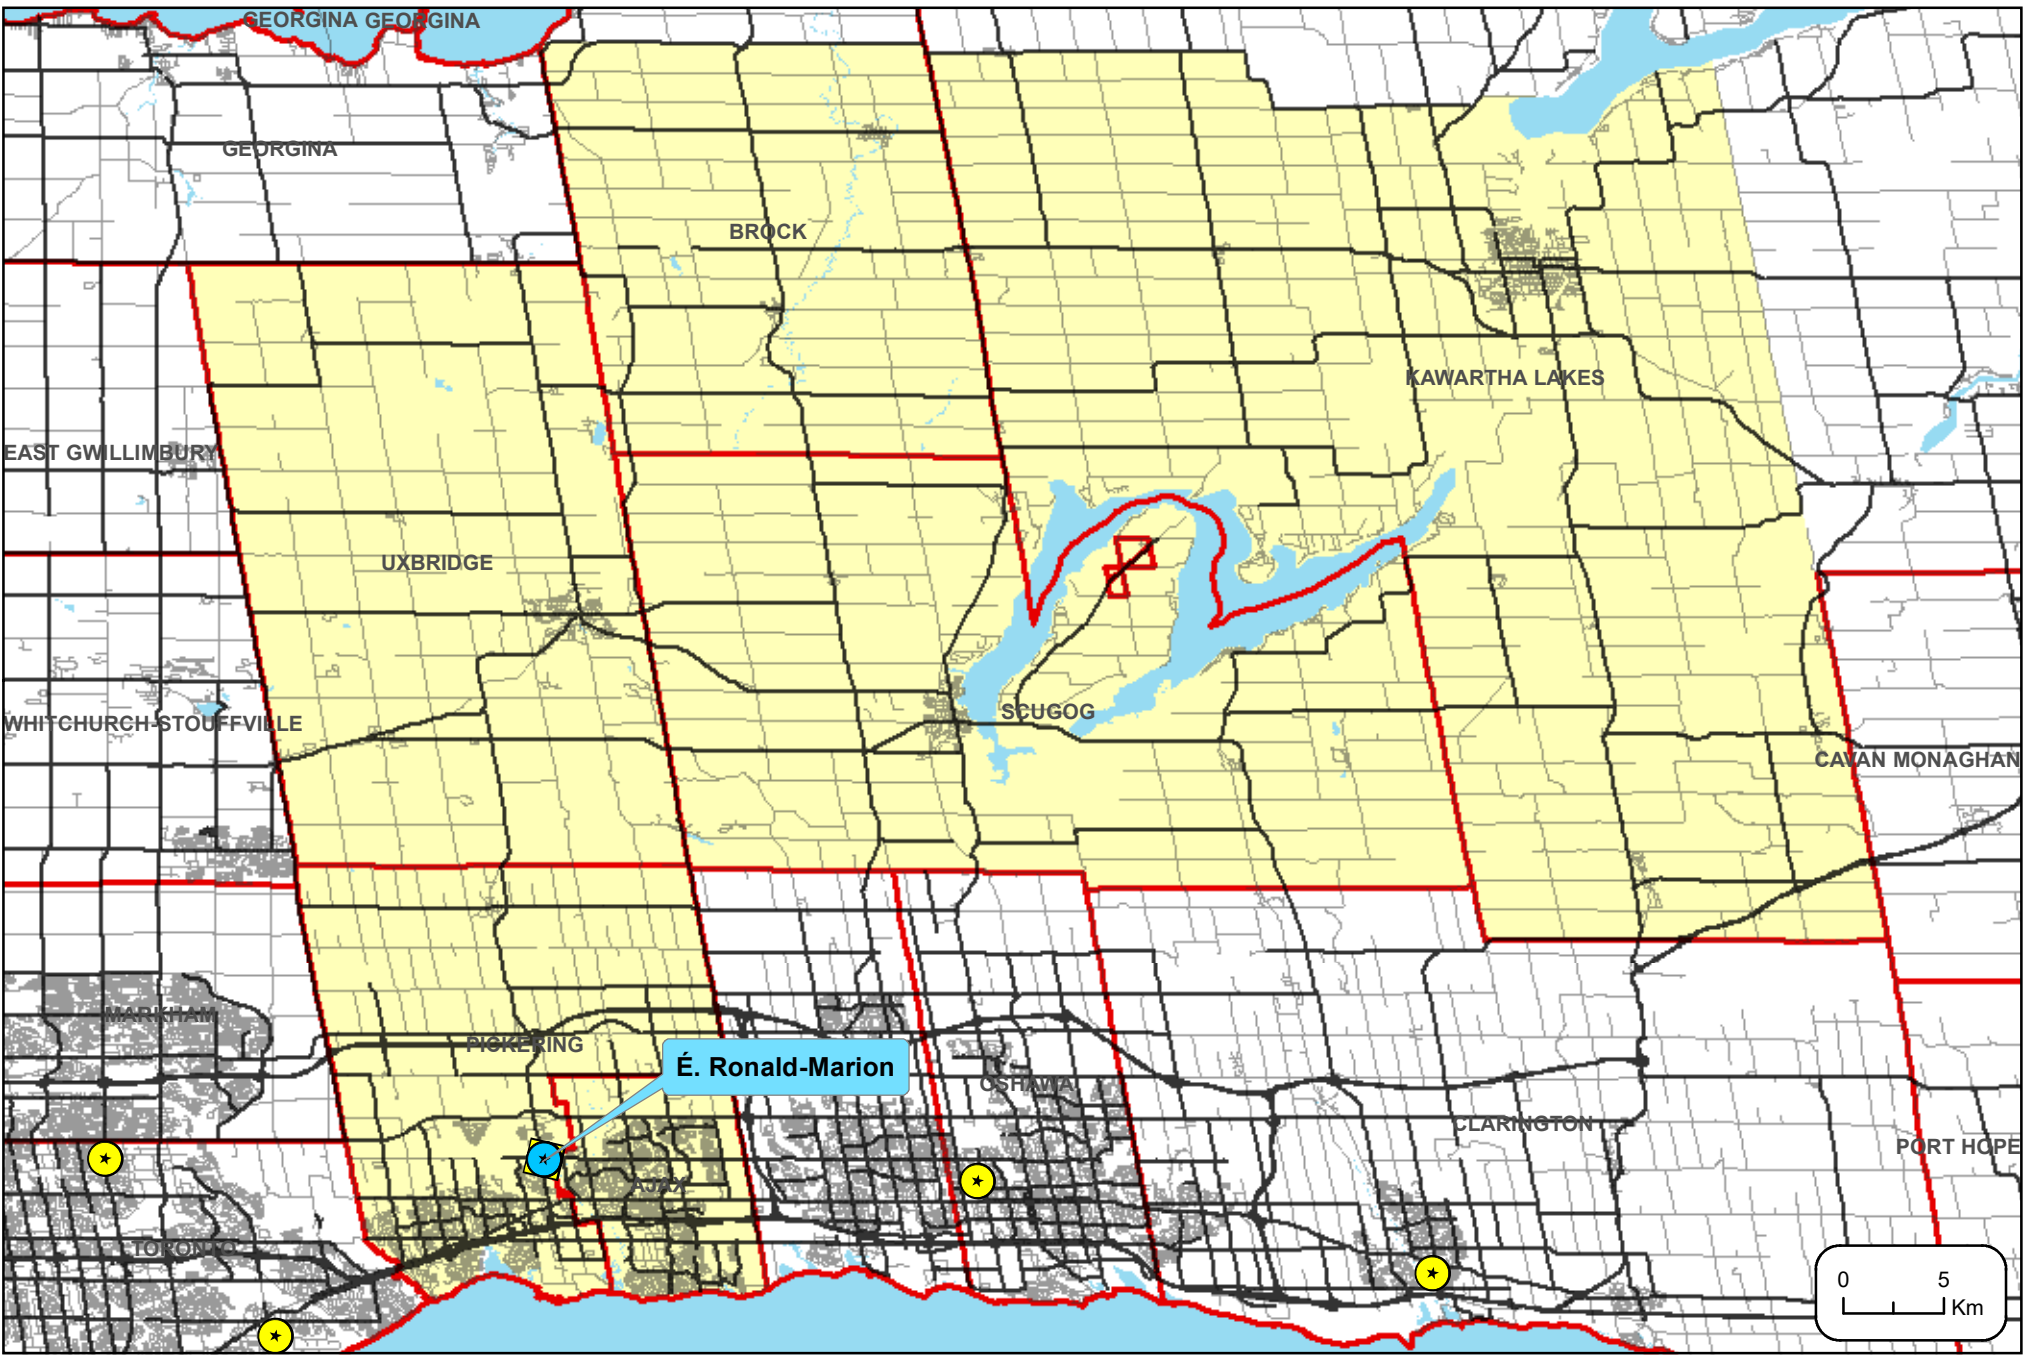 GEORGINA GEORGINA
GEORGINA
BROCK
KAWARTHA LAKES
EAST GWILLIMBURY
UXBRIDGE
SCUGOG
WHITCHURCH-STOUFFVILLE
CAVAN MONAGHAN
MARKHAM
PICKERING
É. Ronald-Marion
OSHAWA
CLARINGTON
PORT HOPE
AJAX
TORONTO
0 5
Km